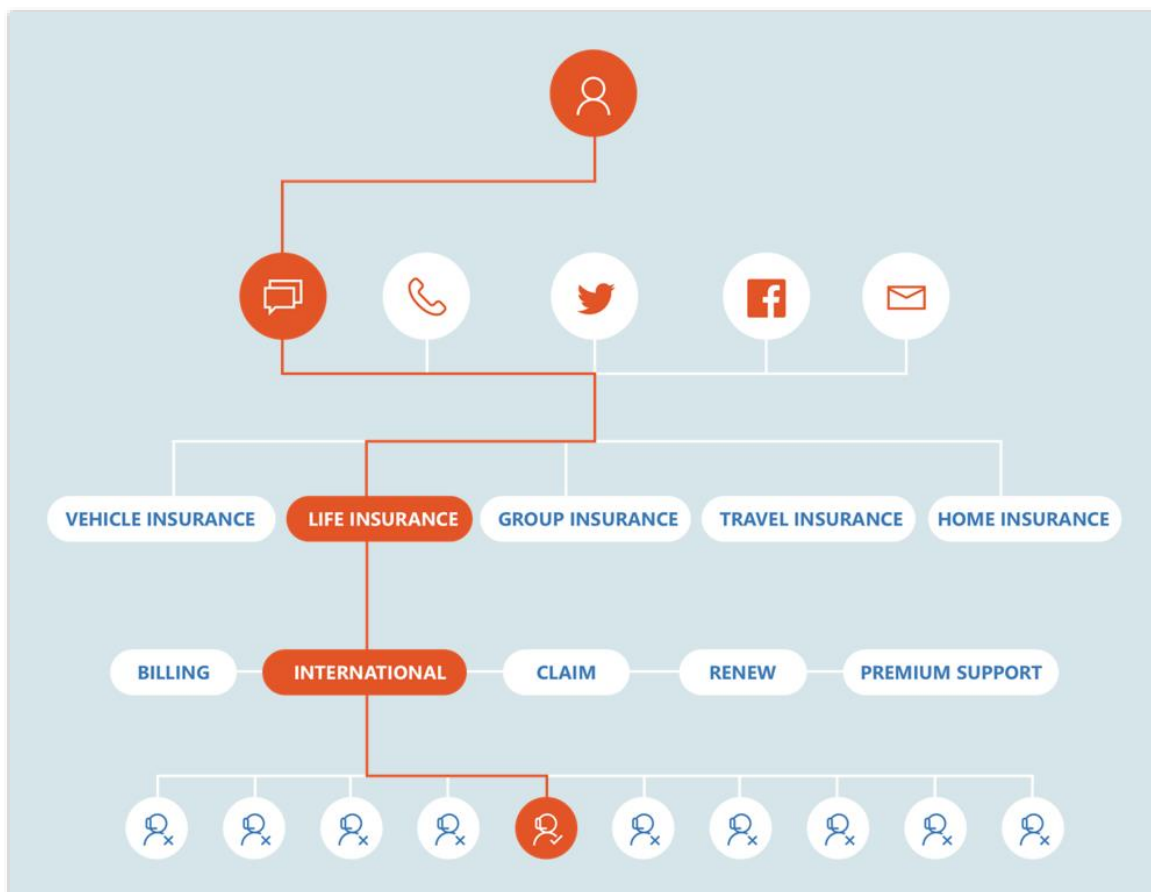 VEHICLE INSURANCE
LIFE INSURANCE
GROUP INSURANCE
TRAVEL INSURANCE
HOME INSURANCE
BILLING
INTERNATIONAL
CLAIM
RENEW
PREMIUM SUPPORT